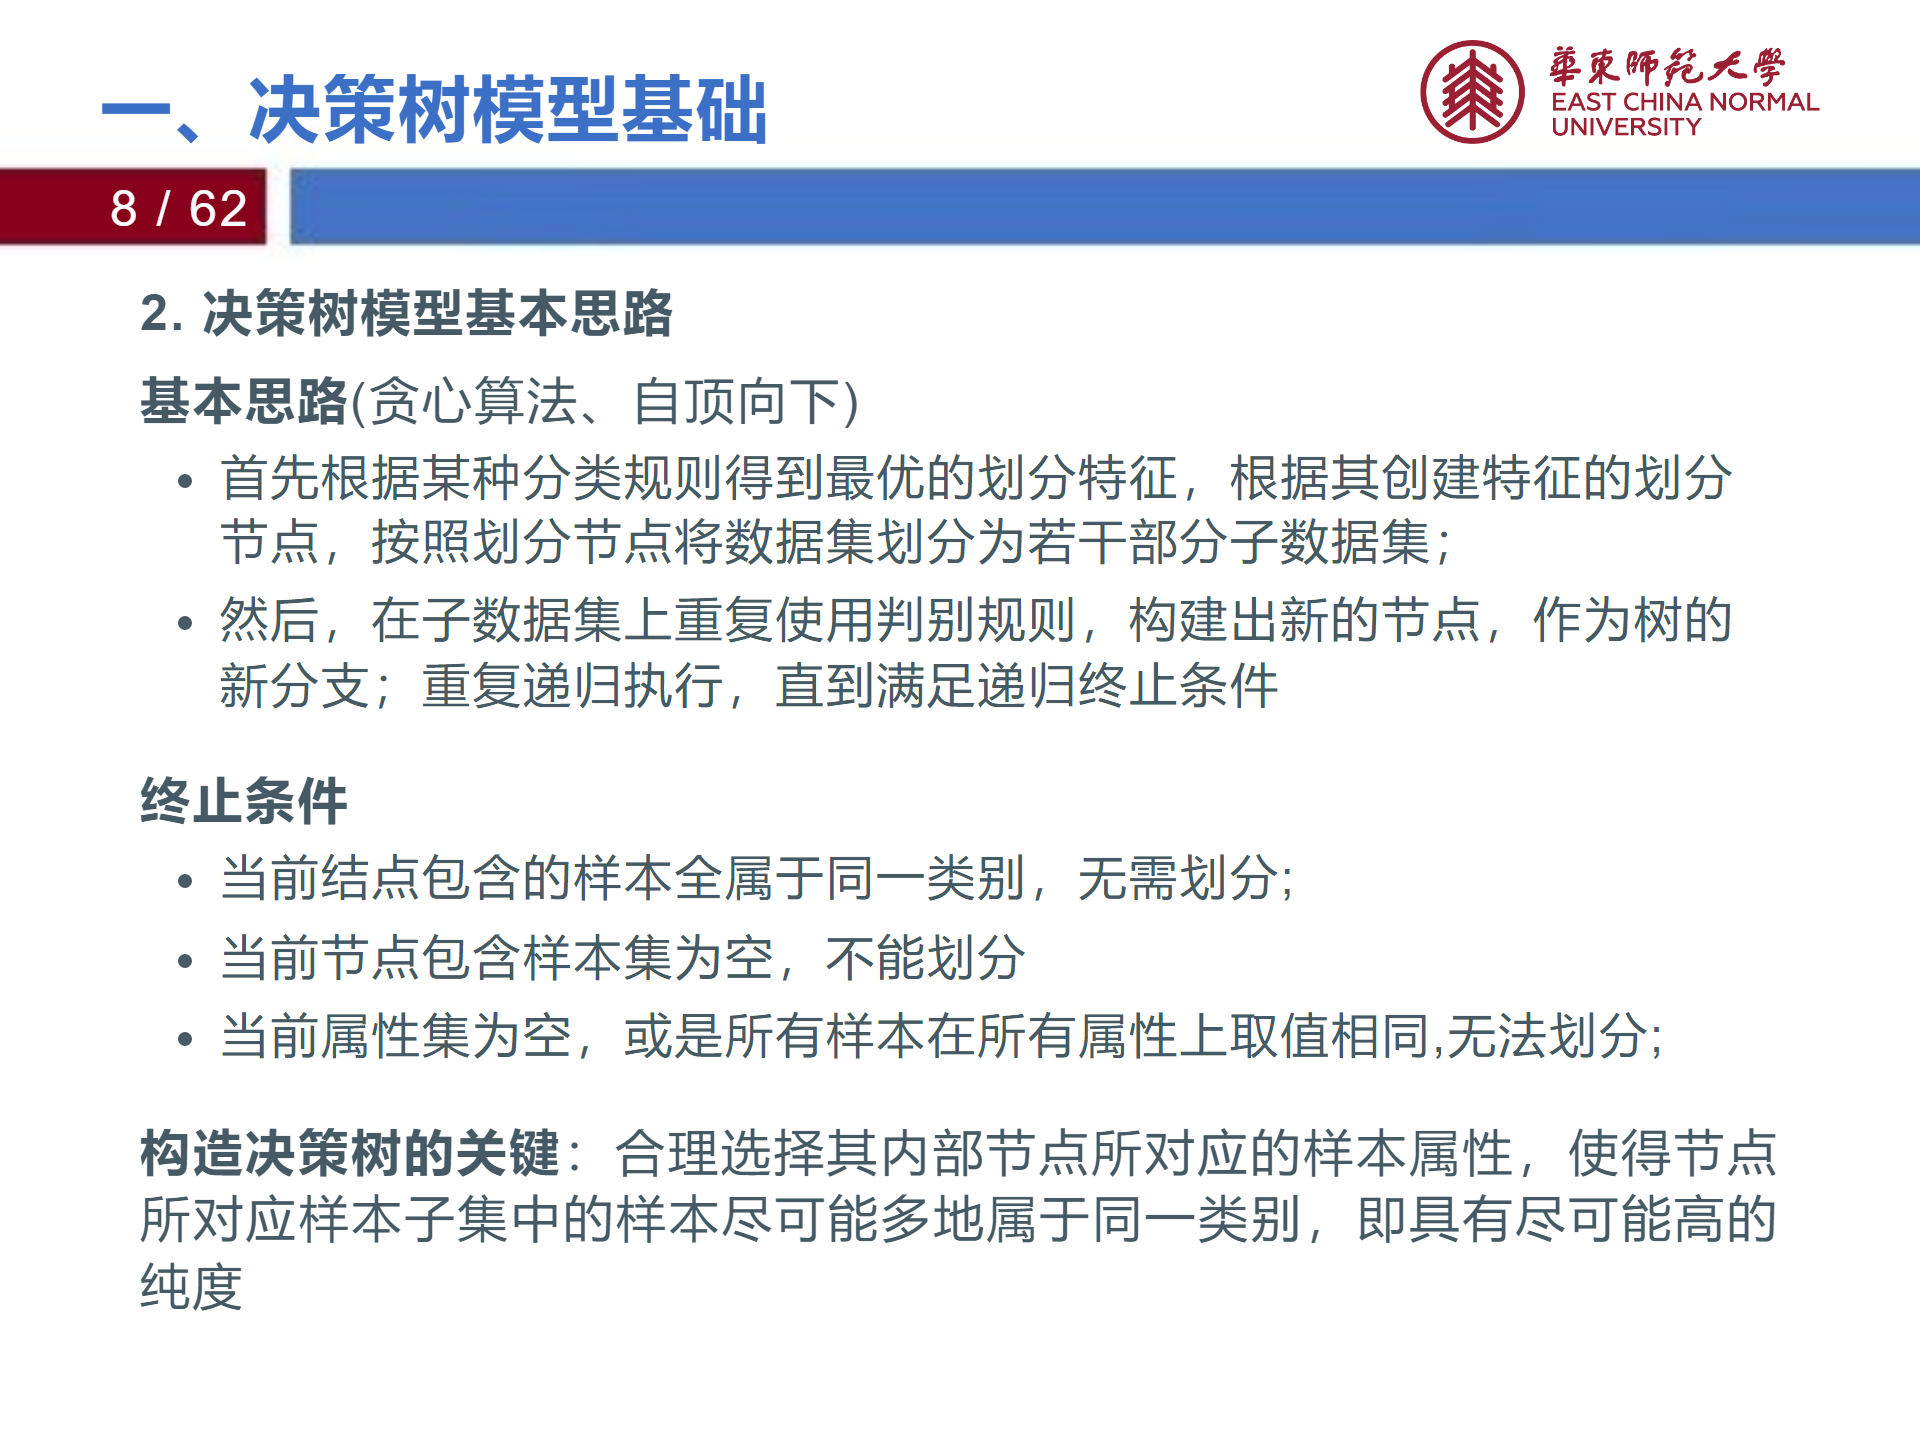 一、决策树模型基础
華東师范大學
EAST CHINA NORMAL
UNIVERSITY
8 / 62
2. 决策树模型基本思路
基本思路(贪心算法、自顶向下)
• 首先根据某种分类规则得到最优的划分特征，根据其创建特征的划分
节点，按照划分节点将数据集划分为若干部分子数据集；
• 然后，在子数据集上重复使用判别规则，构建出新的节点，作为树的
新分支；重复递归执行，直到满足递归终止条件
终止条件
• 当前结点包含的样本全属于同一类别，无需划分;
• 当前节点包含样本集为空，不能划分
• 当前属性集为空，或是所有样本在所有属性上取值相同,无法划分;
构造决策树的关键：合理选择其内部节点所对应的样本属性，使得节点
所对应样本子集中的样本尽可能多地属于同一类别，即具有尽可能高的
纯度